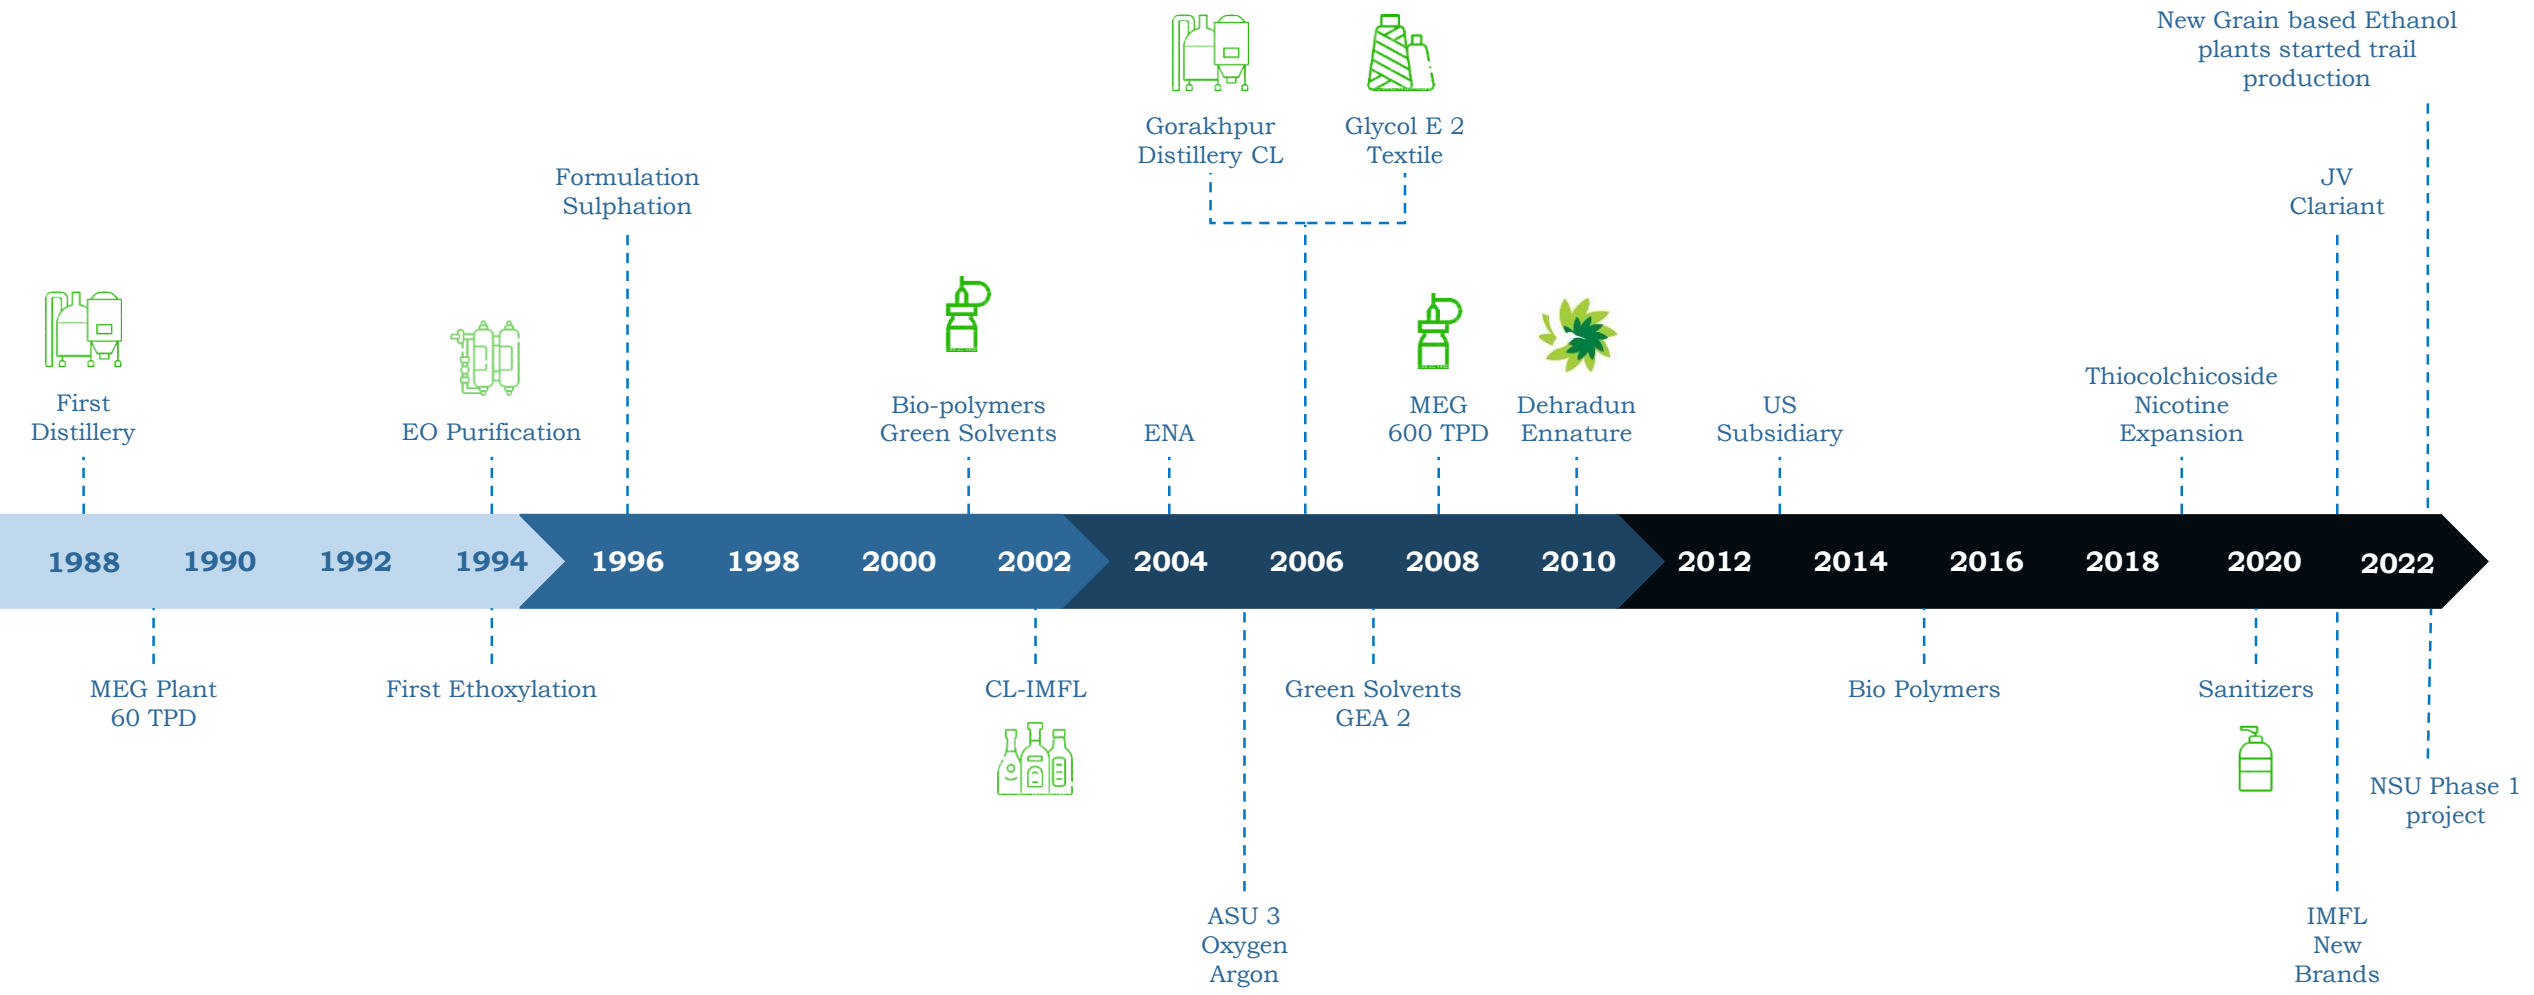 New Grain based Ethanol
plants started trail
production
Gorakhpur
Distillery CL
Glycol E 2
Textile
Formulation
Sulphation
JV
Clariant
First
Distillery
EO Purification
Bio-polymers
Green Solvents
ENA
MEG
600 TPD
Dehradun
Ennature
US
Subsidiary
Thiocolchicoside
Nicotine
Expansion
1988 1990 1992 1994 1996 1998 2000 2002 2004 2006 2008 2010 2012 2014 2016 2018 2020 2022
MEG Plant
60 TPD
First Ethoxylation
CL-IMFL
Green Solvents
GEA 2
Bio Polymers
Sanitizers
NSU Phase 1
project
ASU 3
Oxygen
Argon
IMFL
New
Brands